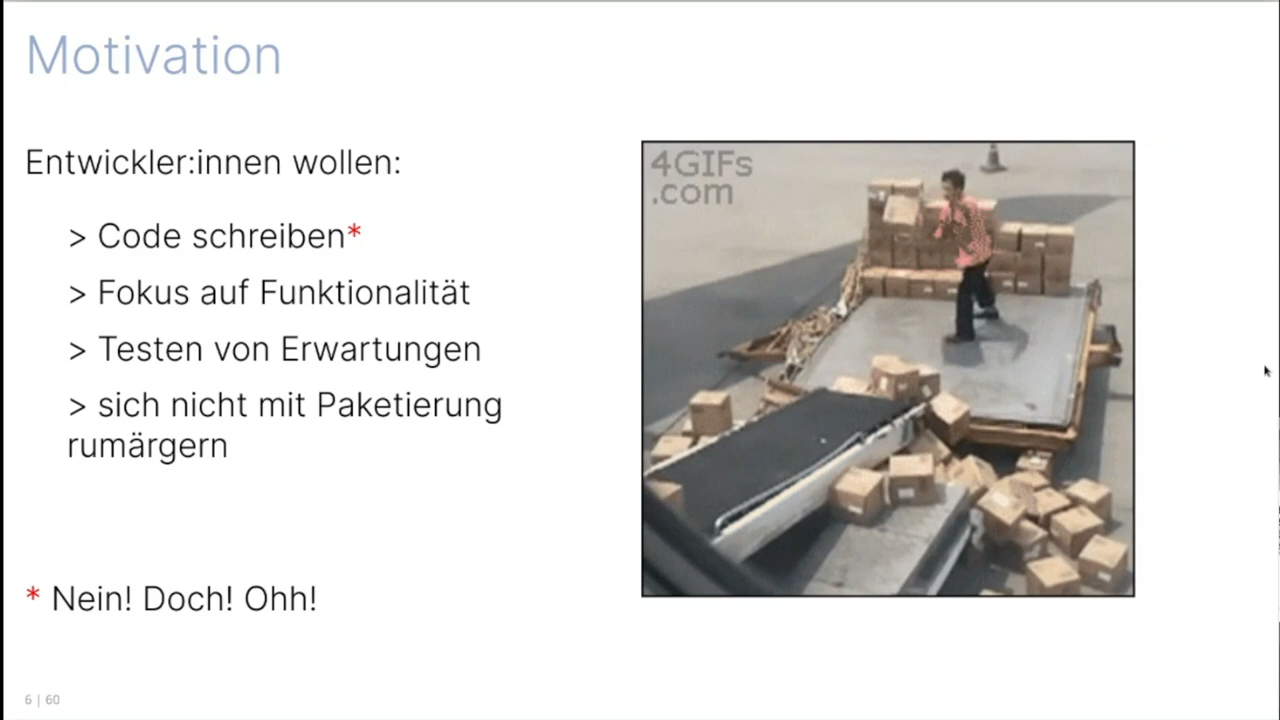 Motivation
Entwickler:innen wollen:
> Code schreiben*
> Fokus auf Funktionalität
> Testen von Erwartungen
> sich nicht mit Paketierung
rumärgern
* Nein! Doch! Ohh!
4GIFs
.com
6 | 60